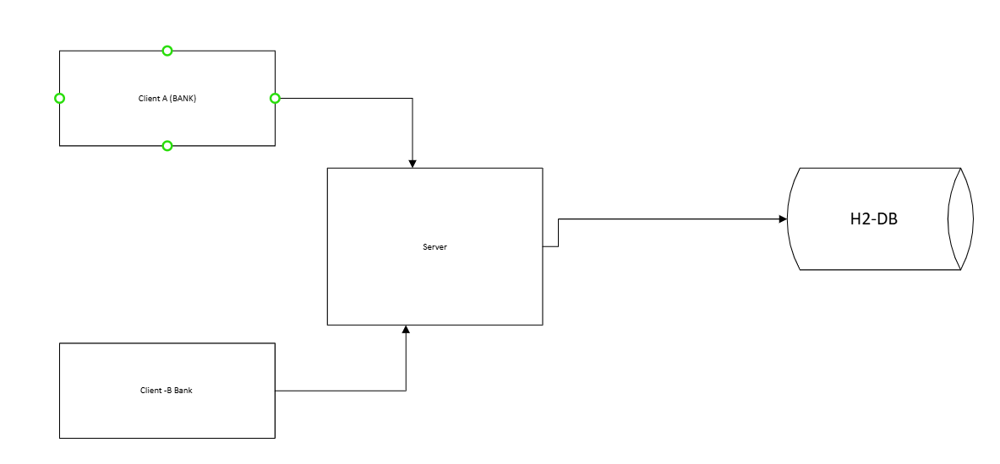 Client A (BANK)
Server
H2-DB
Client -B Bank